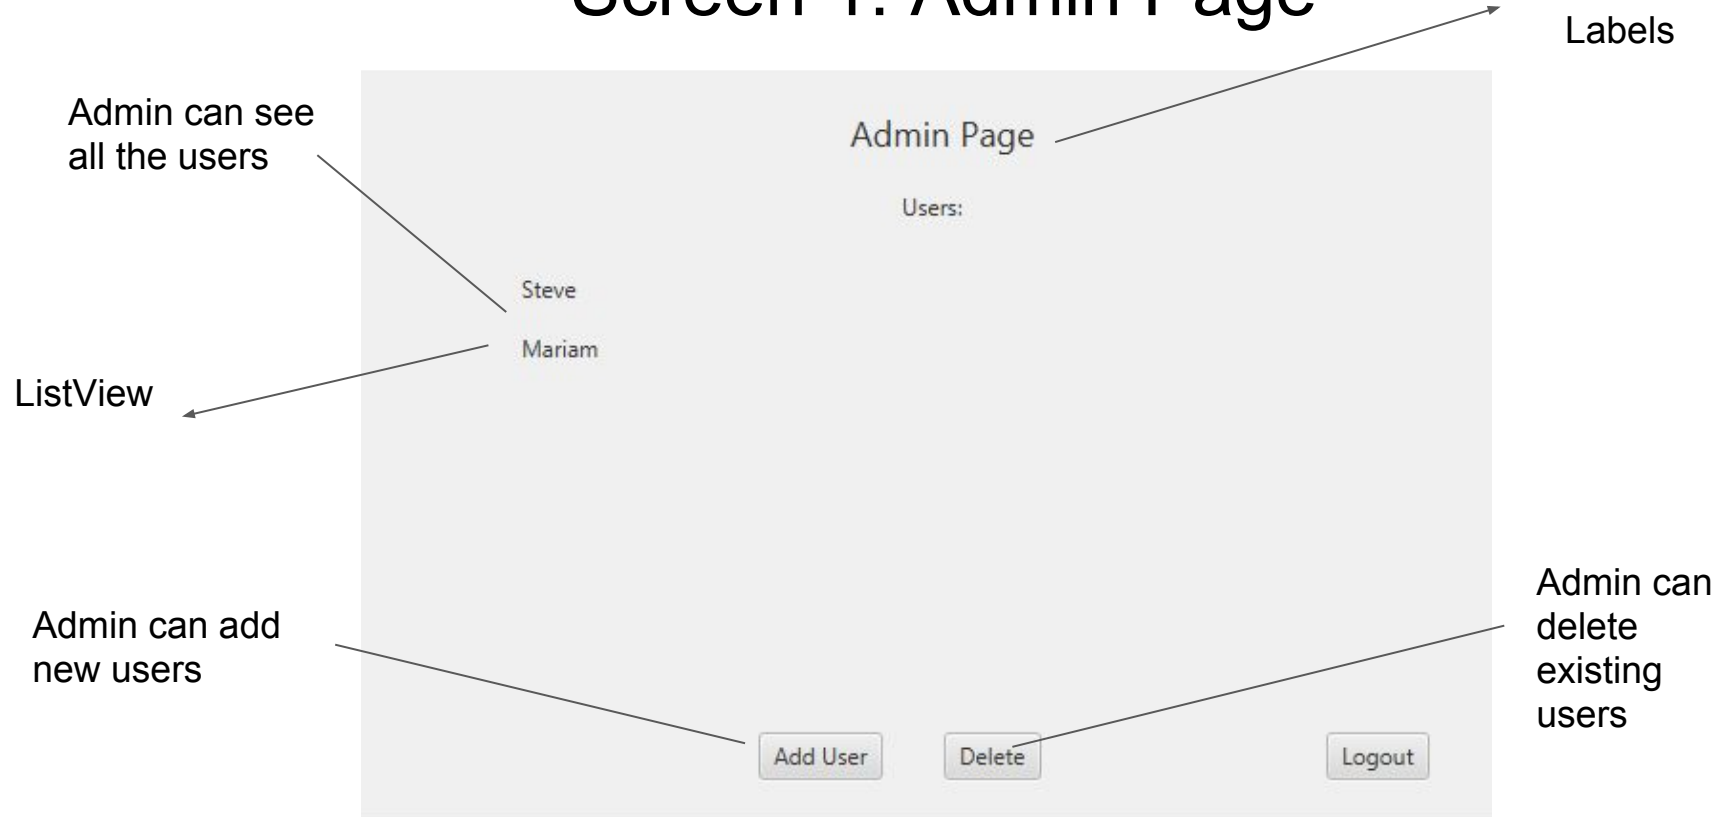 Screen 1: Admin Page
Labels
Admin can see
all the users
Admin Page
Users:
Steve
Mariam
ListView
Admin can add
new users
Admin can
delete
existing
users
Add User
Delete
Logout